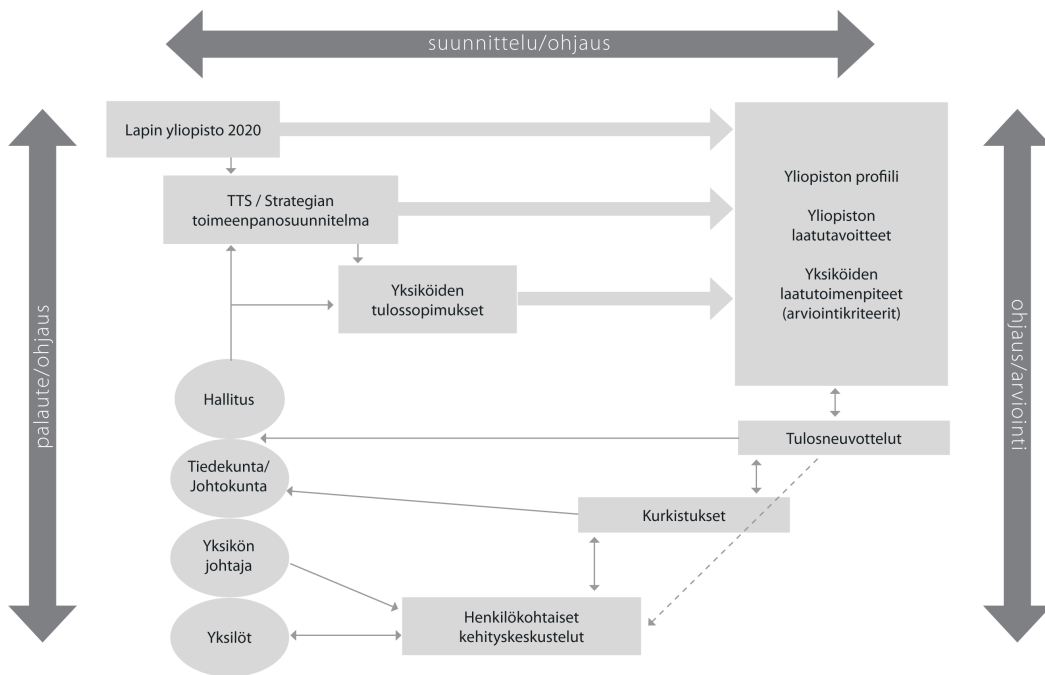 suunnittelu/ohjaus
palaute/ohjaus
ohjaus/arviointi
Lapin yliopisto 2020
TTS / Strategian
toimeenpanosuunnitelma
Yksiköiden
tulossopimukset
Yliopiston profiili
Yliopiston
laatutavoitteet
Yksiköiden
laatutoimenpiteet
(arviointikriteerit)
Hallitus
Tiedekunta/
Johtokunta
Yksikön
johtaja
Yksilöt
Tulosneuvottelut
Kurkistukset
Henkilökohtaiset
kehityskeskustelut